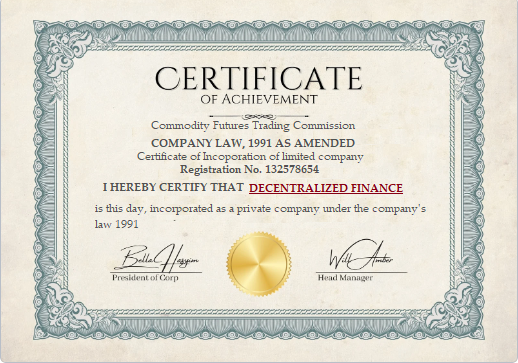 CERTIFICATE
OF ACHIEVEMENT
Commodity Futures Trading Commission
COMPANY LAW, 1991 AS AMENDED
Certificate of Incoporation of limited company
Registration No. 132578654
I HEREBY CERTIFY THAT DECENTRALIZED FINANCE
is this day, incorporated as a private company under the company's
law 1991
Bella Hasyim
Will Amber
President of Corp
Head Manager